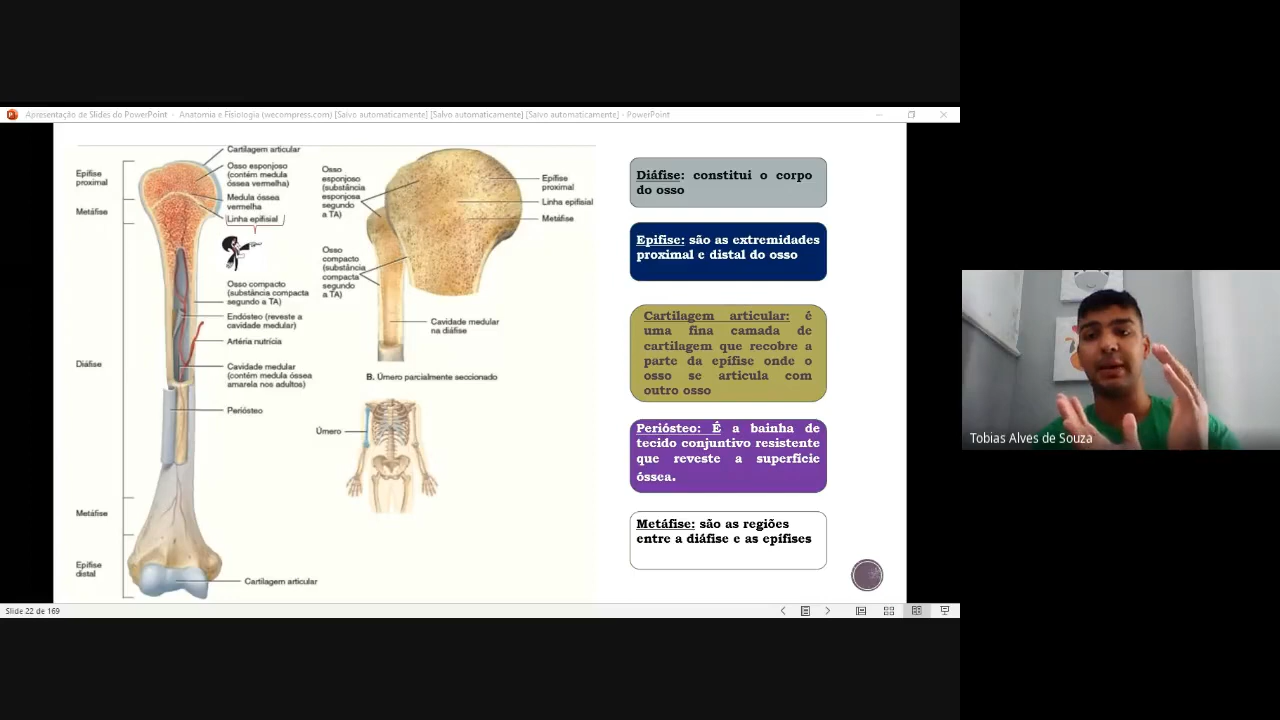 Apresentação de Slides do PowerPoint - Anatomia e Fisiologia (wecompress.com) [Salvo automaticamente] [Salvo automaticamente] [Salvo automaticamente] - PowerPoint
Epífise
proximal
Metáfise
Diáfise
Metáfise
Epífise
distal
Cartilagem articular
Osso esponjoso
(contém medula
óssea vermelha)
Medula óssea
vermelha
Linha epifisial
Osso compacto
(substância compacta
segundo a TA)
Endósteo (reveste a
cavidade medular)
Artéria nutrícia
Cavidade medular
(contém medula óssea
amarela nos adultos)
Periósteo
Cartilagem articular
Osso
esponjoso
(substância
esponjosa
segundo
a TA)
Osso
compacto
(substância
compacta
segundo
a TA)
Epífise
proximal
Linha epifisial
Metáfise
Cavidade medular
na diáfise
B. Úmero parcialmente seccionado
Úmero
Diáfise: constitui o corpo
do osso
Epifise: são as extremidades
proximal e distal do osso
Cartilagem articular: é
uma fina camada de
cartilagem que recobre a
parte da epífise onde o
osso se articula com
outro osso
Periósteo: É a bainha de
tecido conjuntivo resistente
que reveste a superfície
óssea.
Metáfise: são as regiões
entre a diáfise e as epífises
Slide 22 de 169
Tobias Alves de Souza